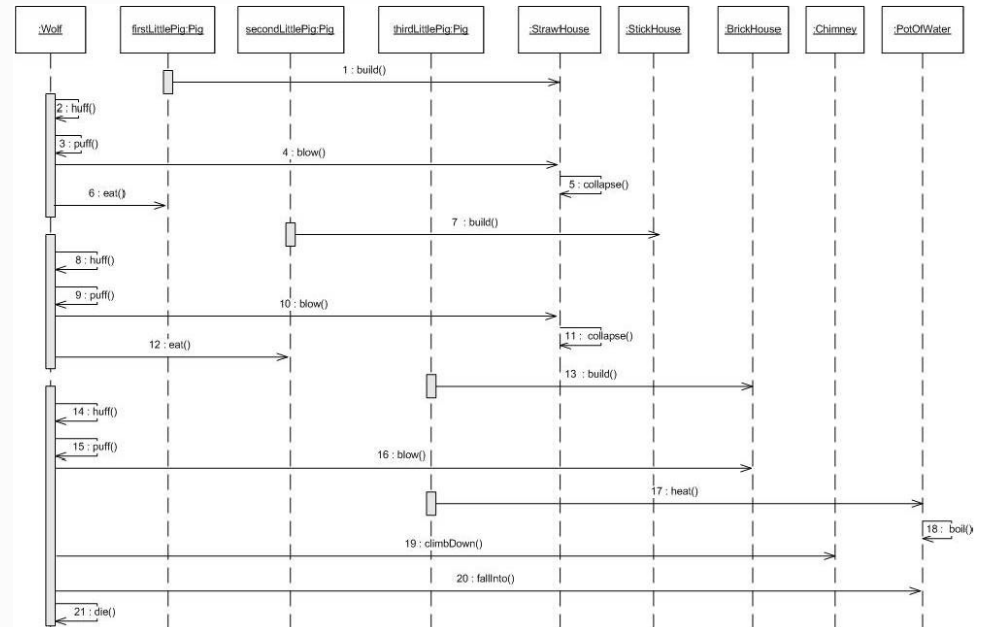 :Wolf
firstLittlePig:Pig
secondLittlePig:Pig
thirdLittlePig:Pig
:StrawHouse
:StickHouse
:BrickHouse
:Chimney
:PotOfWater
1 : build()
2 : huff()
3 : puff()
4 : blow()
5 : collapse()
6 : eat()
7 : build()
8 : huff()
9 : puff()
10 : blow()
11 : collapse()
12 : eat()
13 : build()
14 : huff()
15 : puff()
16 : blow()
17 : heat()
18 : boil()
19 : climbDown()
20 : fallInto()
21 : die()